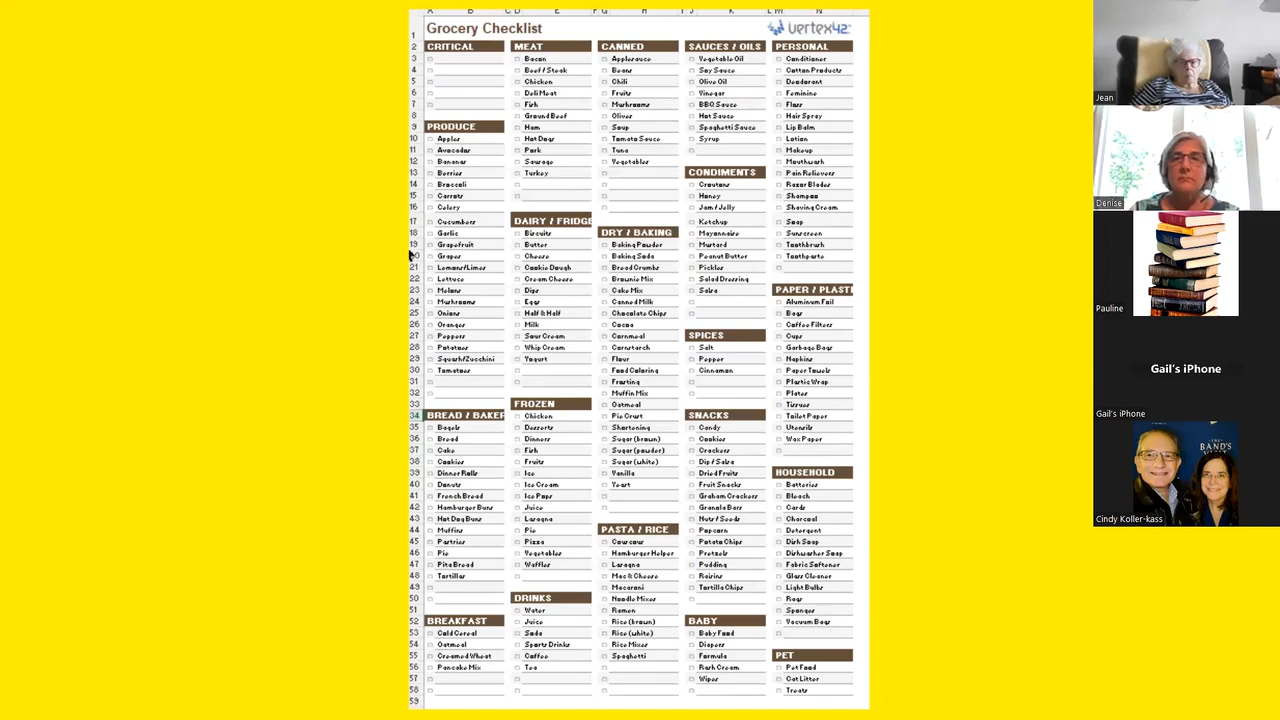 Grocery Checklist
vertex42
CRITICAL
PRODUCE
Apples
Avocados
Bananas
Berries
Broccoli
Carrots
Celery
Cucumbers
Garlic
Grapefruit
Grapes
Lemons/Limes
Lettuce
Melons
Mushrooms
Onions
Oranges
Peppers
Potatoes
Squash/Zucchini
Tomatoes
BREAD / BAKER
Bagels
Bread
Cake
Cookies
Dinner Rolls
Donuts
French Bread
Hamburger Buns
Hot Dog Buns
Muffins
Pastries
Pie
Pita Bread
Tortillas
BREAKFAST
Cold Cereal
Oatmeal
Creamed Wheat
Pancake Mix
MEAT
Bacon
Beef / Steak
Chicken
Deli Meat
Fish
Ground Beef
Ham
Hot Dogs
Pork
Sausage
Turkey
DAIRY / FRIDGE
Biscuits
Butter
Cheese
Cookie Dough
Cream Cheese
Dips
Eggs
Half & Half
Milk
Sour Cream
Whip Cream
Yogurt
FROZEN
Chicken
Desserts
Dinners
Fish
Fruits
Ice
Ice Cream
Ice Pops
Juice
Lasagna
Pie
Pizza
Vegetables
Waffles
DRINKS
Water
Juice
Soda
Sports Drinks
Coffee
Tea
CANNED
Applesauce
Beans
Chili
Fruits
Mushrooms
Olives
Soup
Tomato Sauce
Tuna
Vegetables
DRY / BAKING
Baking Powder
Baking Soda
Bread Crumbs
Brownie Mix
Cake Mix
Canned Milk
Chocolate Chips
Cocoa
Cornmeal
Cornstarch
Flour
Food Coloring
Frosting
Muffin Mix
Oatmeal
Pie Crust
Shortening
Sugar (brown)
Sugar (powder)
Sugar (white)
Vanilla
Yeast
PASTA / RICE
Couscous
Hamburger Helper
Lasagna
Mac & Cheese
Macaroni
Noodle Mixes
Ramen
Rice (brown)
Rice (white)
Rice Mixes
Spaghetti
SAUCES / OILS
Vegetable Oil
Soy Sauce
Olive Oil
Vinegar
BBQ Sauce
Hot Sauce
Spaghetti Sauce
Syrup
CONDIMENTS
Croutons
Honey
Jam / Jelly
Ketchup
Mayonnaise
Mustard
Peanut Butter
Pickles
Salad Dressing
Salsa
SPICES
Salt
Pepper
Cinnamon
SNACKS
Candy
Cookies
Crackers
Dip / Salsa
Dried Fruits
Fruit Snacks
Graham Crackers
Granola Bars
Nuts / Seeds
Popcorn
Potato Chips
Pretzels
Pudding
Raisins
Tortilla Chips
BABY
Baby Food
Diapers
Formula
Rash Cream
Wipes
PERSONAL
Conditioner
Cotton Products
Deodorant
Feminine
Floss
Hair Spray
Lip Balm
Lotion
Makeup
Mouthwash
Pain Relievers
Razor Blades
Shampoo
Shaving Cream
Soap
Sunscreen
Toothbrush
Toothpaste
PAPER / PLASTI
Aluminum Foil
Bags
Coffee Filters
Cups
Garbage Bags
Napkins
Paper Towels
Plastic Wrap
Plates
Tissues
Toilet Paper
Utensils
Wax Paper
HOUSEHOLD
Batteries
Bleach
Cards
Charcoal
Detergent
Dish Soap
Dishwasher Soap
Fabric Softener
Glass Cleaner
Light Bulbs
Rags
Sponges
Vacuum Bags
PET
Pet Food
Cat Litter
Treats
Jean
Denise
Pauline
Gail's iPhone
Gail's iPhone
THE
BAND'S
VISIT
Cindy Koller-kass